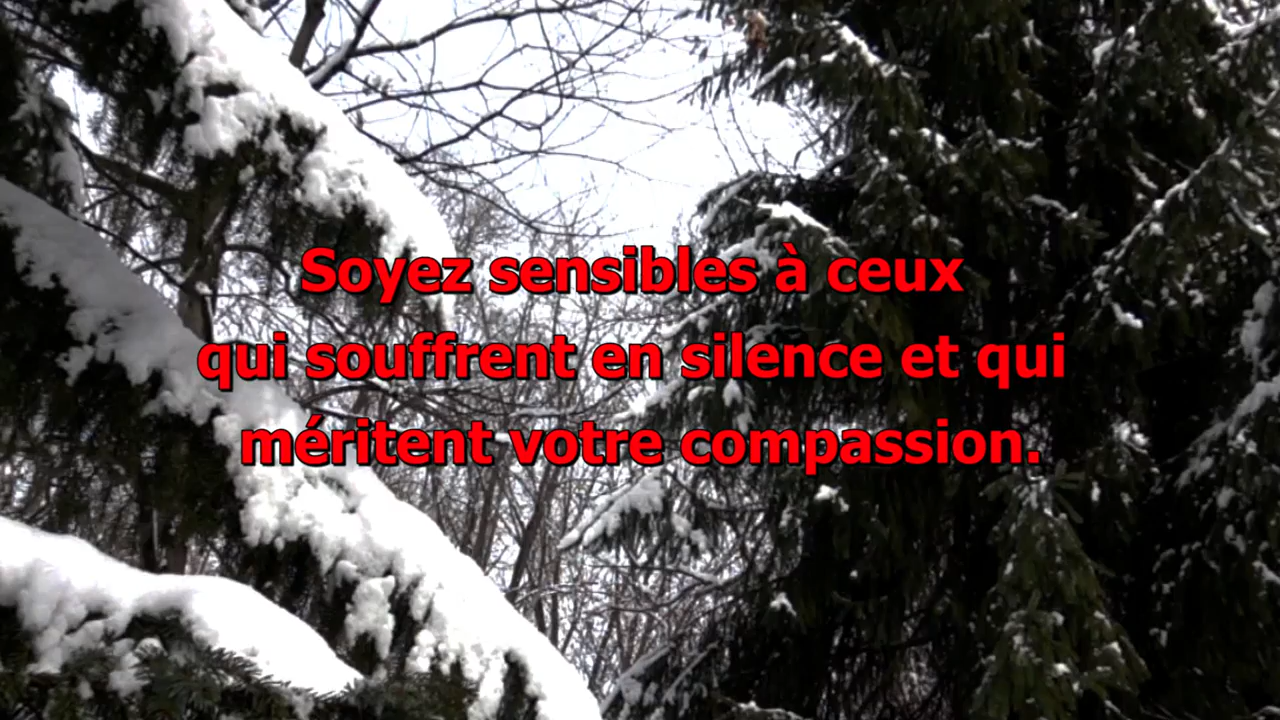 Soyez sensibles à ceux
qui souffrent en silence et qui
méritent votre compassion.